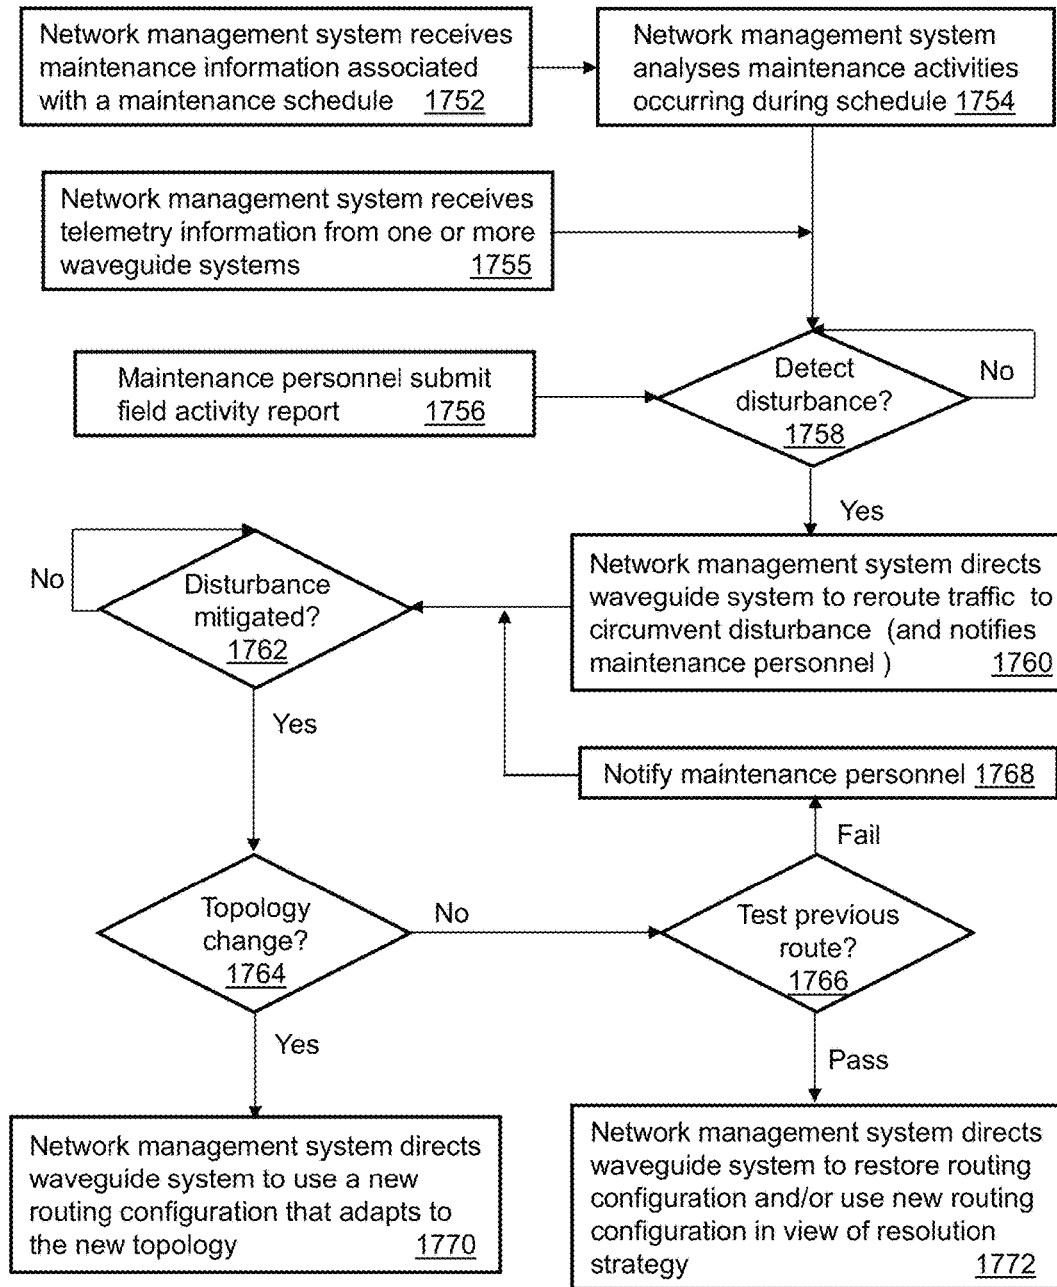 Network management system receives
maintenance information associated
with a maintenance schedule 1752
Network management system
analyses maintenance activities
occurring during schedule 1754
Network management system receives
telemetry information from one or more
waveguide systems 1755
Maintenance personnel submit
field activity report 1756
Detect
disturbance?
1758
No
Yes
Network management system directs
waveguide system to reroute traffic to
circumvent disturbance (and notifies
maintenance personnel ) 1760
No
Disturbance
mitigated?
1762
Yes
Notify maintenance personnel 1768
Fail
Topology
change?
1764
No
Test previous
route?
1766
Yes
Pass
Network management system directs
waveguide system to use a new
routing configuration that adapts to
the new topology 1770
Network management system directs
waveguide system to restore routing
configuration and/or use new routing
configuration in view of resolution
strategy 1772